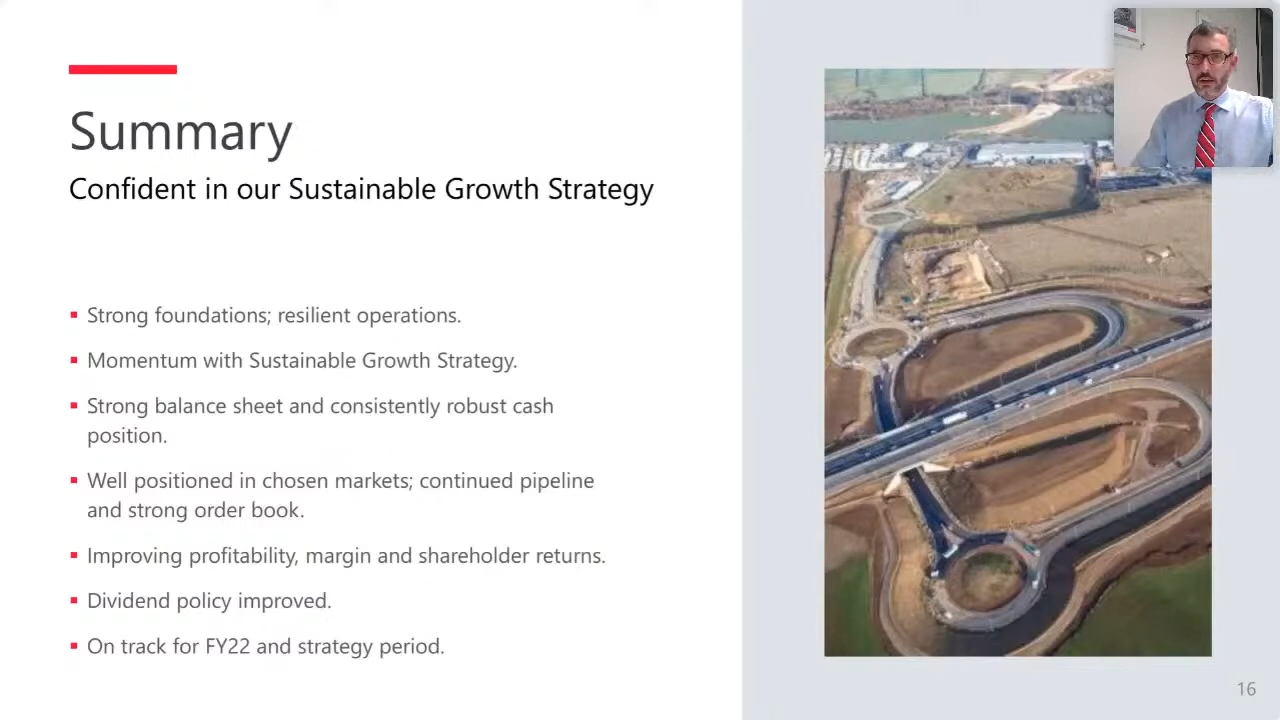 Summary
Confident in our Sustainable Growth Strategy
Strong foundations; resilient operations.
Momentum with Sustainable Growth Strategy.
Strong balance sheet and consistently robust cash
position.
Well positioned in chosen markets; continued pipeline
and strong order book.
Improving profitability, margin and shareholder returns.
Dividend policy improved.
On track for FY22 and strategy period.
16